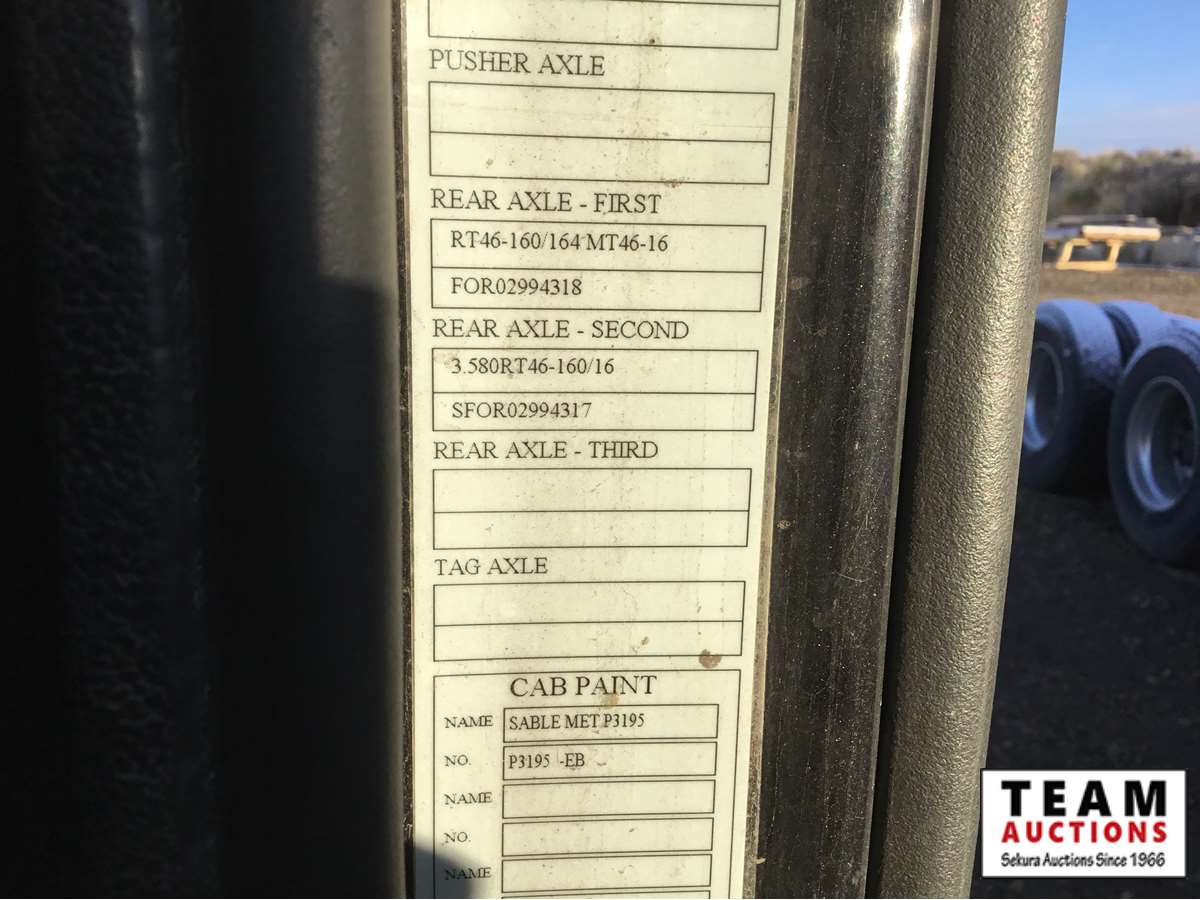 PUSHER AXLE
REAR AXLE - FIRST
RT46-160/164 MT46-16
FOR02994318
REAR AXLE - SECOND
3.580RT46-160/16
SFOR02994317
REAR AXLE - THIRD
TAG AXLE
CAB PAINT
NAME SABLE MET P3195
NO. P3195 -EB
NAME
NO.
NAME
TEAM
AUCTIONS
Sekura Auctions Since 1966